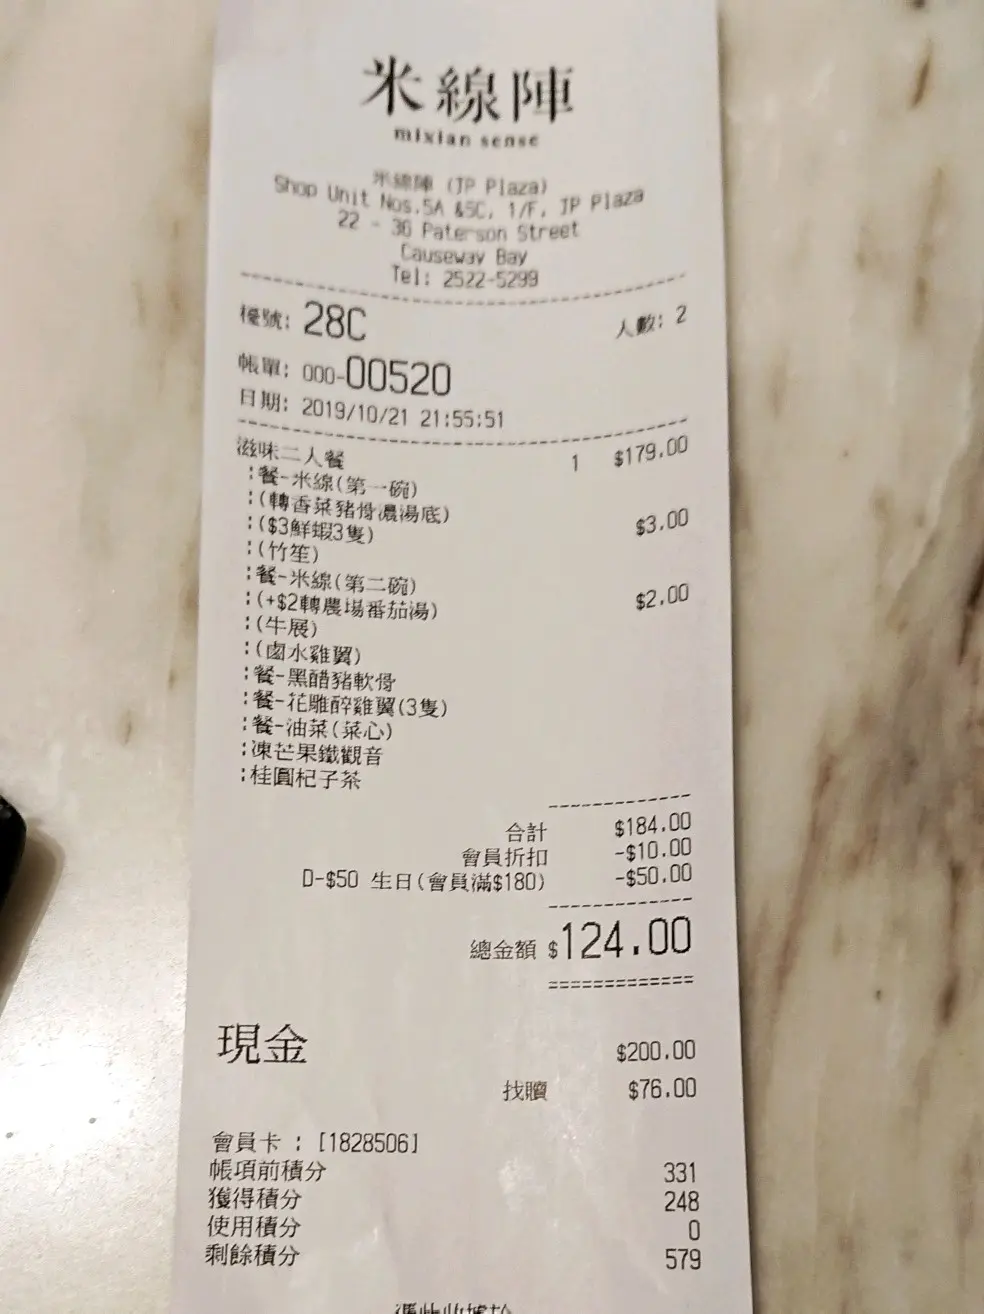 米線陣
mixian sense
米線陣 (JP Plaza)
Shop Unit Nos.5A &5C, 1/F, JP Plaza
22 - 36 Paterson Street
Causeway Bay
Tel: 2522-5299
檯號: 28C 人數: 2
帳單: 000-00520
日期: 2019/10/21 21:55:51
滋味二人餐 1 $179.00
:餐-米線(第一碗)
:(轉香菜豬骨濃湯底)
:($3鮮蝦3隻) $3.00
:(竹笙)
:餐-米線(第二碗)
:(+$2轉農場番茄湯) $2.00
:(牛展)
:(鹵水雞翼)
:餐-黑醋豬軟骨
:餐-花雕醉雞翼(3隻)
:餐-油菜(菜心)
:凍芒果鐵觀音
:桂圓杞子茶
合計 $184.00
會員折扣 -$10.00
D-$50 生日(會員滿$180) -$50.00
總金額 $124.00
現金 $200.00
找贖 $76.00
會員卡 : [1828506]
帳項前積分 331
獲得積分 248
使用積分 0
剩餘積分 579